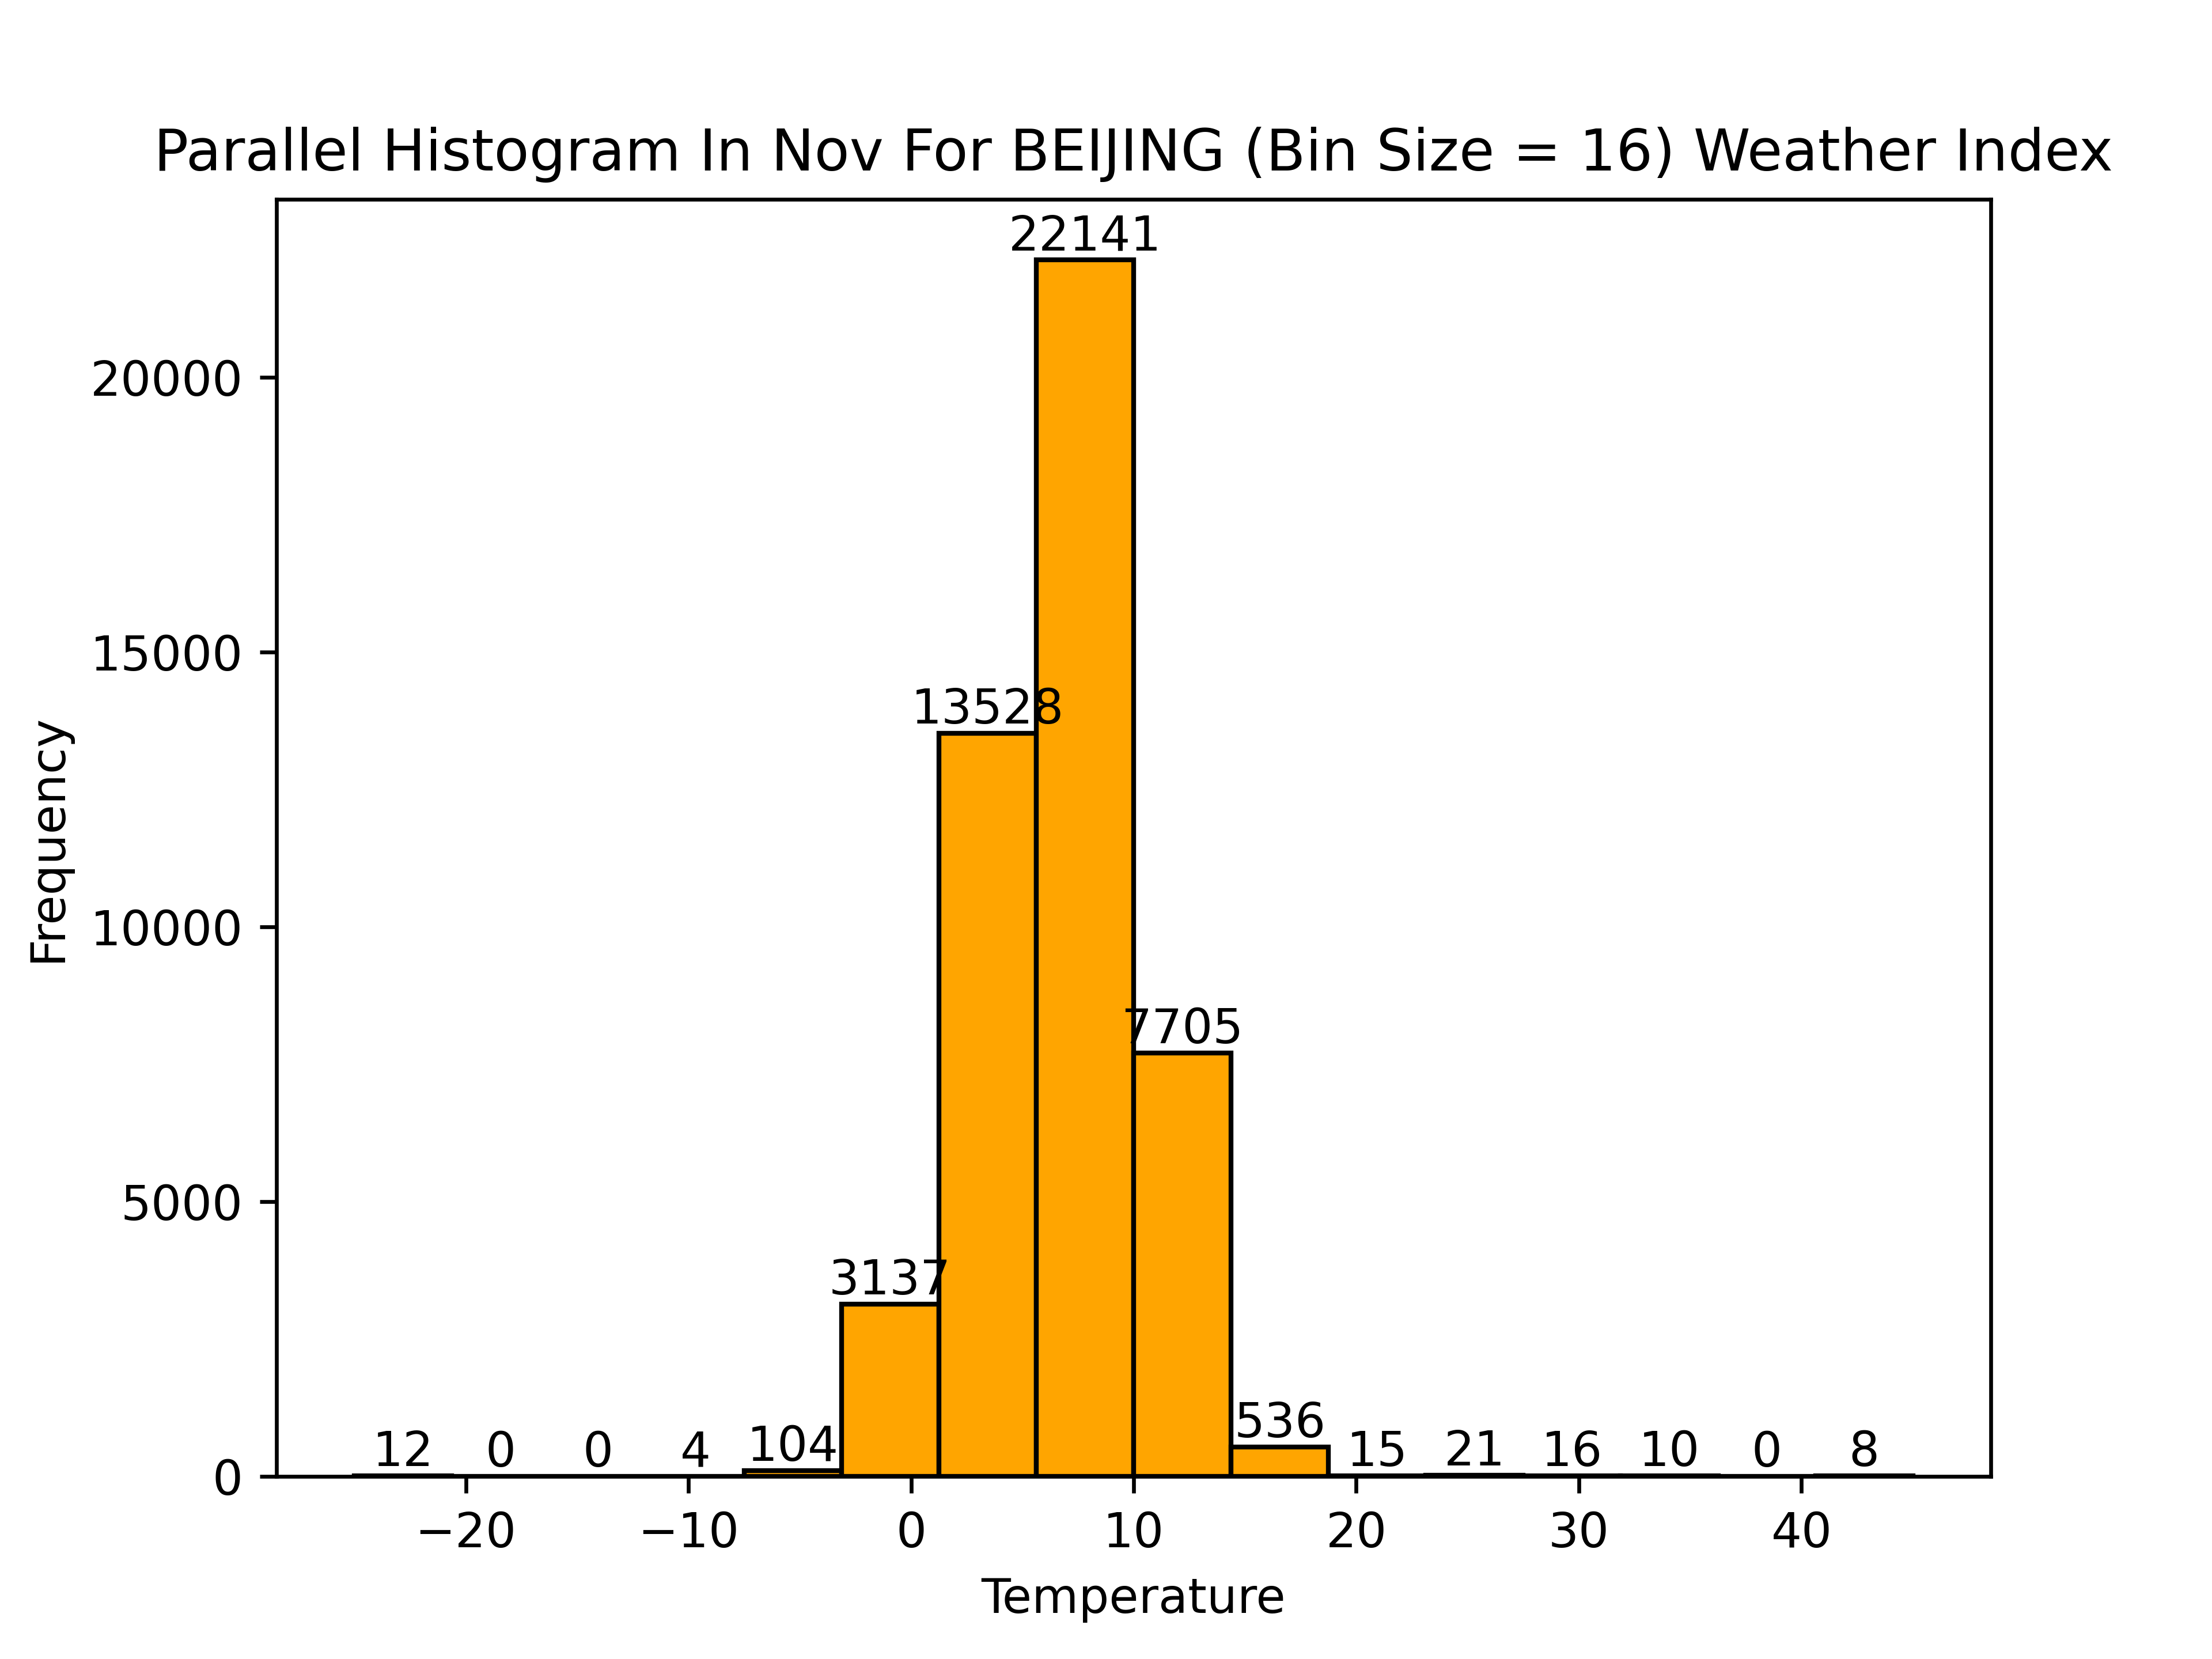 Parallel Histogram In Nov For BEIJING (Bin Size = 16) Weather Index
22141
20000
15000
13528
10000
7705
5000
3137
536
104
12 0 0 4 15 21 16 10 0 8
0
−20 −10 0 10 20 30 40
Frequency
Temperature